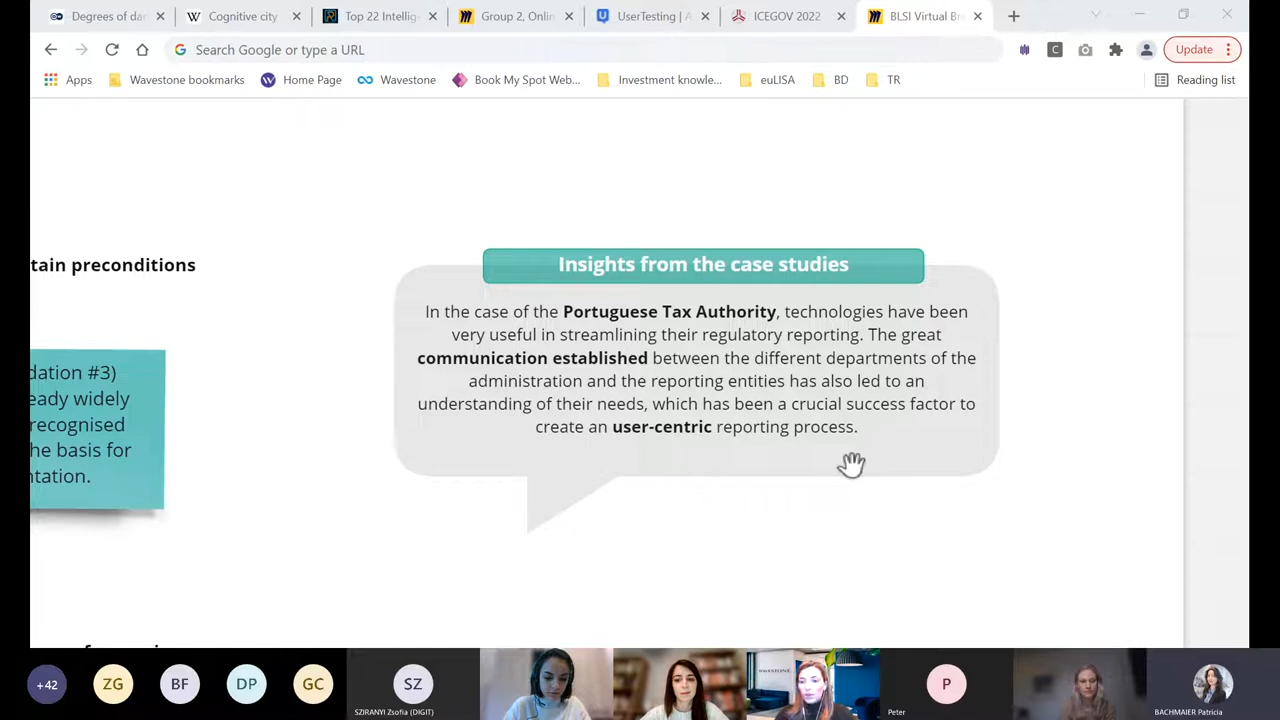 Degrees of dar
Cognitive city
Top 22 Intellig
Group 2, Onlin
UserTesting | A
ICEGOV 2022
BLSI Virtual Br
Search Google or type a URL
Update
Apps
Wavestone bookmarks
Home Page
Wavestone
Book My Spot Web...
Investment knowle...
euLISA
BD
TR
Reading list
tain preconditions
Insights from the case studies
In the case of the Portuguese Tax Authority, technologies have been
very useful in streamlining their regulatory reporting. The great
communication established between the different departments of the
administration and the reporting entities has also led to an
understanding of their needs, which has been a crucial success factor to
create an user-centric reporting process.
dation #3)
eady widely
recognised
he basis for
ntation.
+42
ZG
BF
DP
GC
SZ
SZIRANYI Zsofia (DIGIT)
WAVESTONE
P
Peter
BACHMAIER Patricia